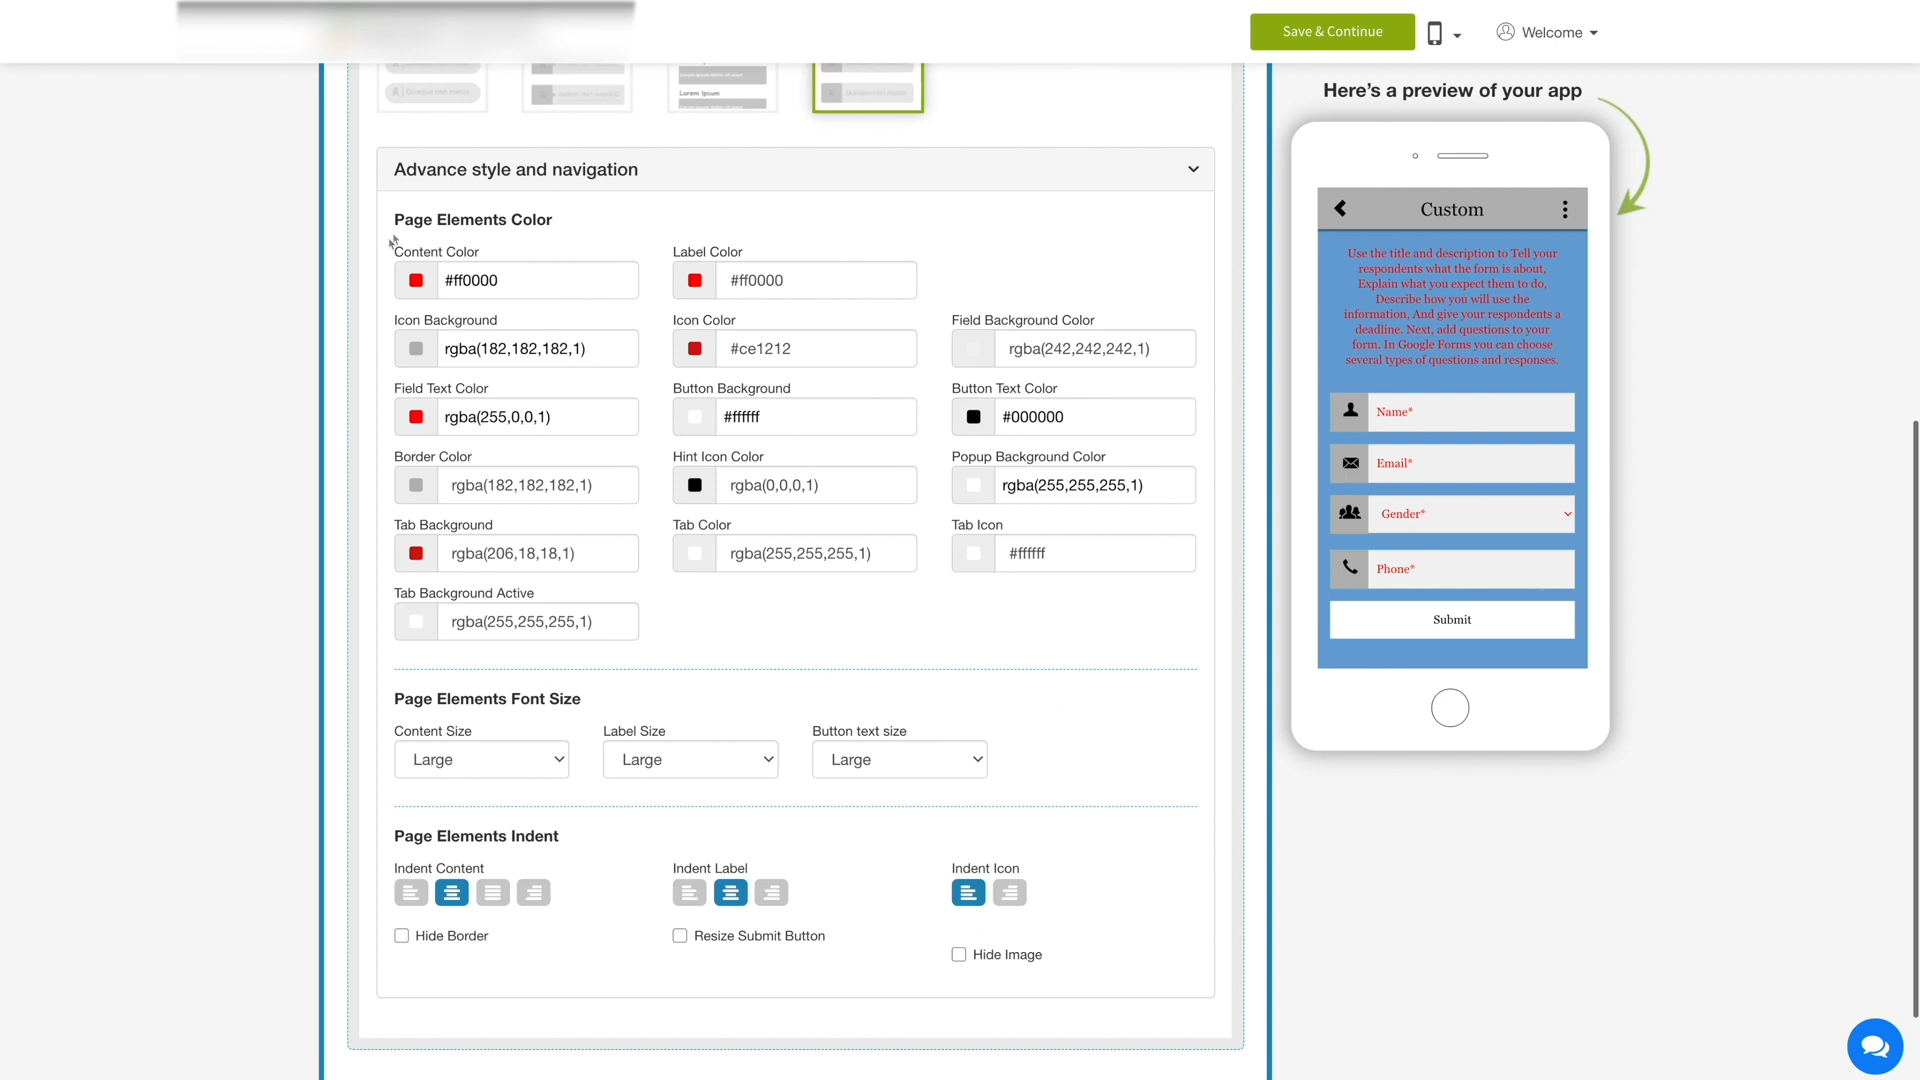 Save & Continue
Welcome
Lorem Ipsum
Here's a preview of your app
Advance style and navigation
Page Elements Color
Content Color
Label Color
#ff0000
#ff0000
Icon Background
Icon Color
Field Background Color
rgba(182,182,182,1)
#ce1212
rgba(242,242,242,1)
Field Text Color
Button Background
Button Text Color
rgba(255,0,0,1)
#ffffff
#000000
Border Color
Hint Icon Color
Popup Background Color
rgba(182,182,182,1)
rgba(0,0,0,1)
rgba(255,255,255,1)
Tab Background
Tab Color
Tab Icon
rgba(206,18,18,1)
rgba(255,255,255,1)
#ffffff
Tab Background Active
rgba(255,255,255,1)
Page Elements Font Size
Content Size
Label Size
Button text size
Large
Large
Large
Page Elements Indent
Indent Content
Indent Label
Indent Icon
Hide Border
Resize Submit Button
Hide Image
Custom
Use the title and description to Tell your
respondents what the form is about,
Explain what you expect them to do,
Describe how you will use the
information, And give your respondents a
deadline. Next, add questions to your
form. In Google Forms you can choose
several types of questions and responses.
Name*
Email*
Gender*
Phone*
Submit